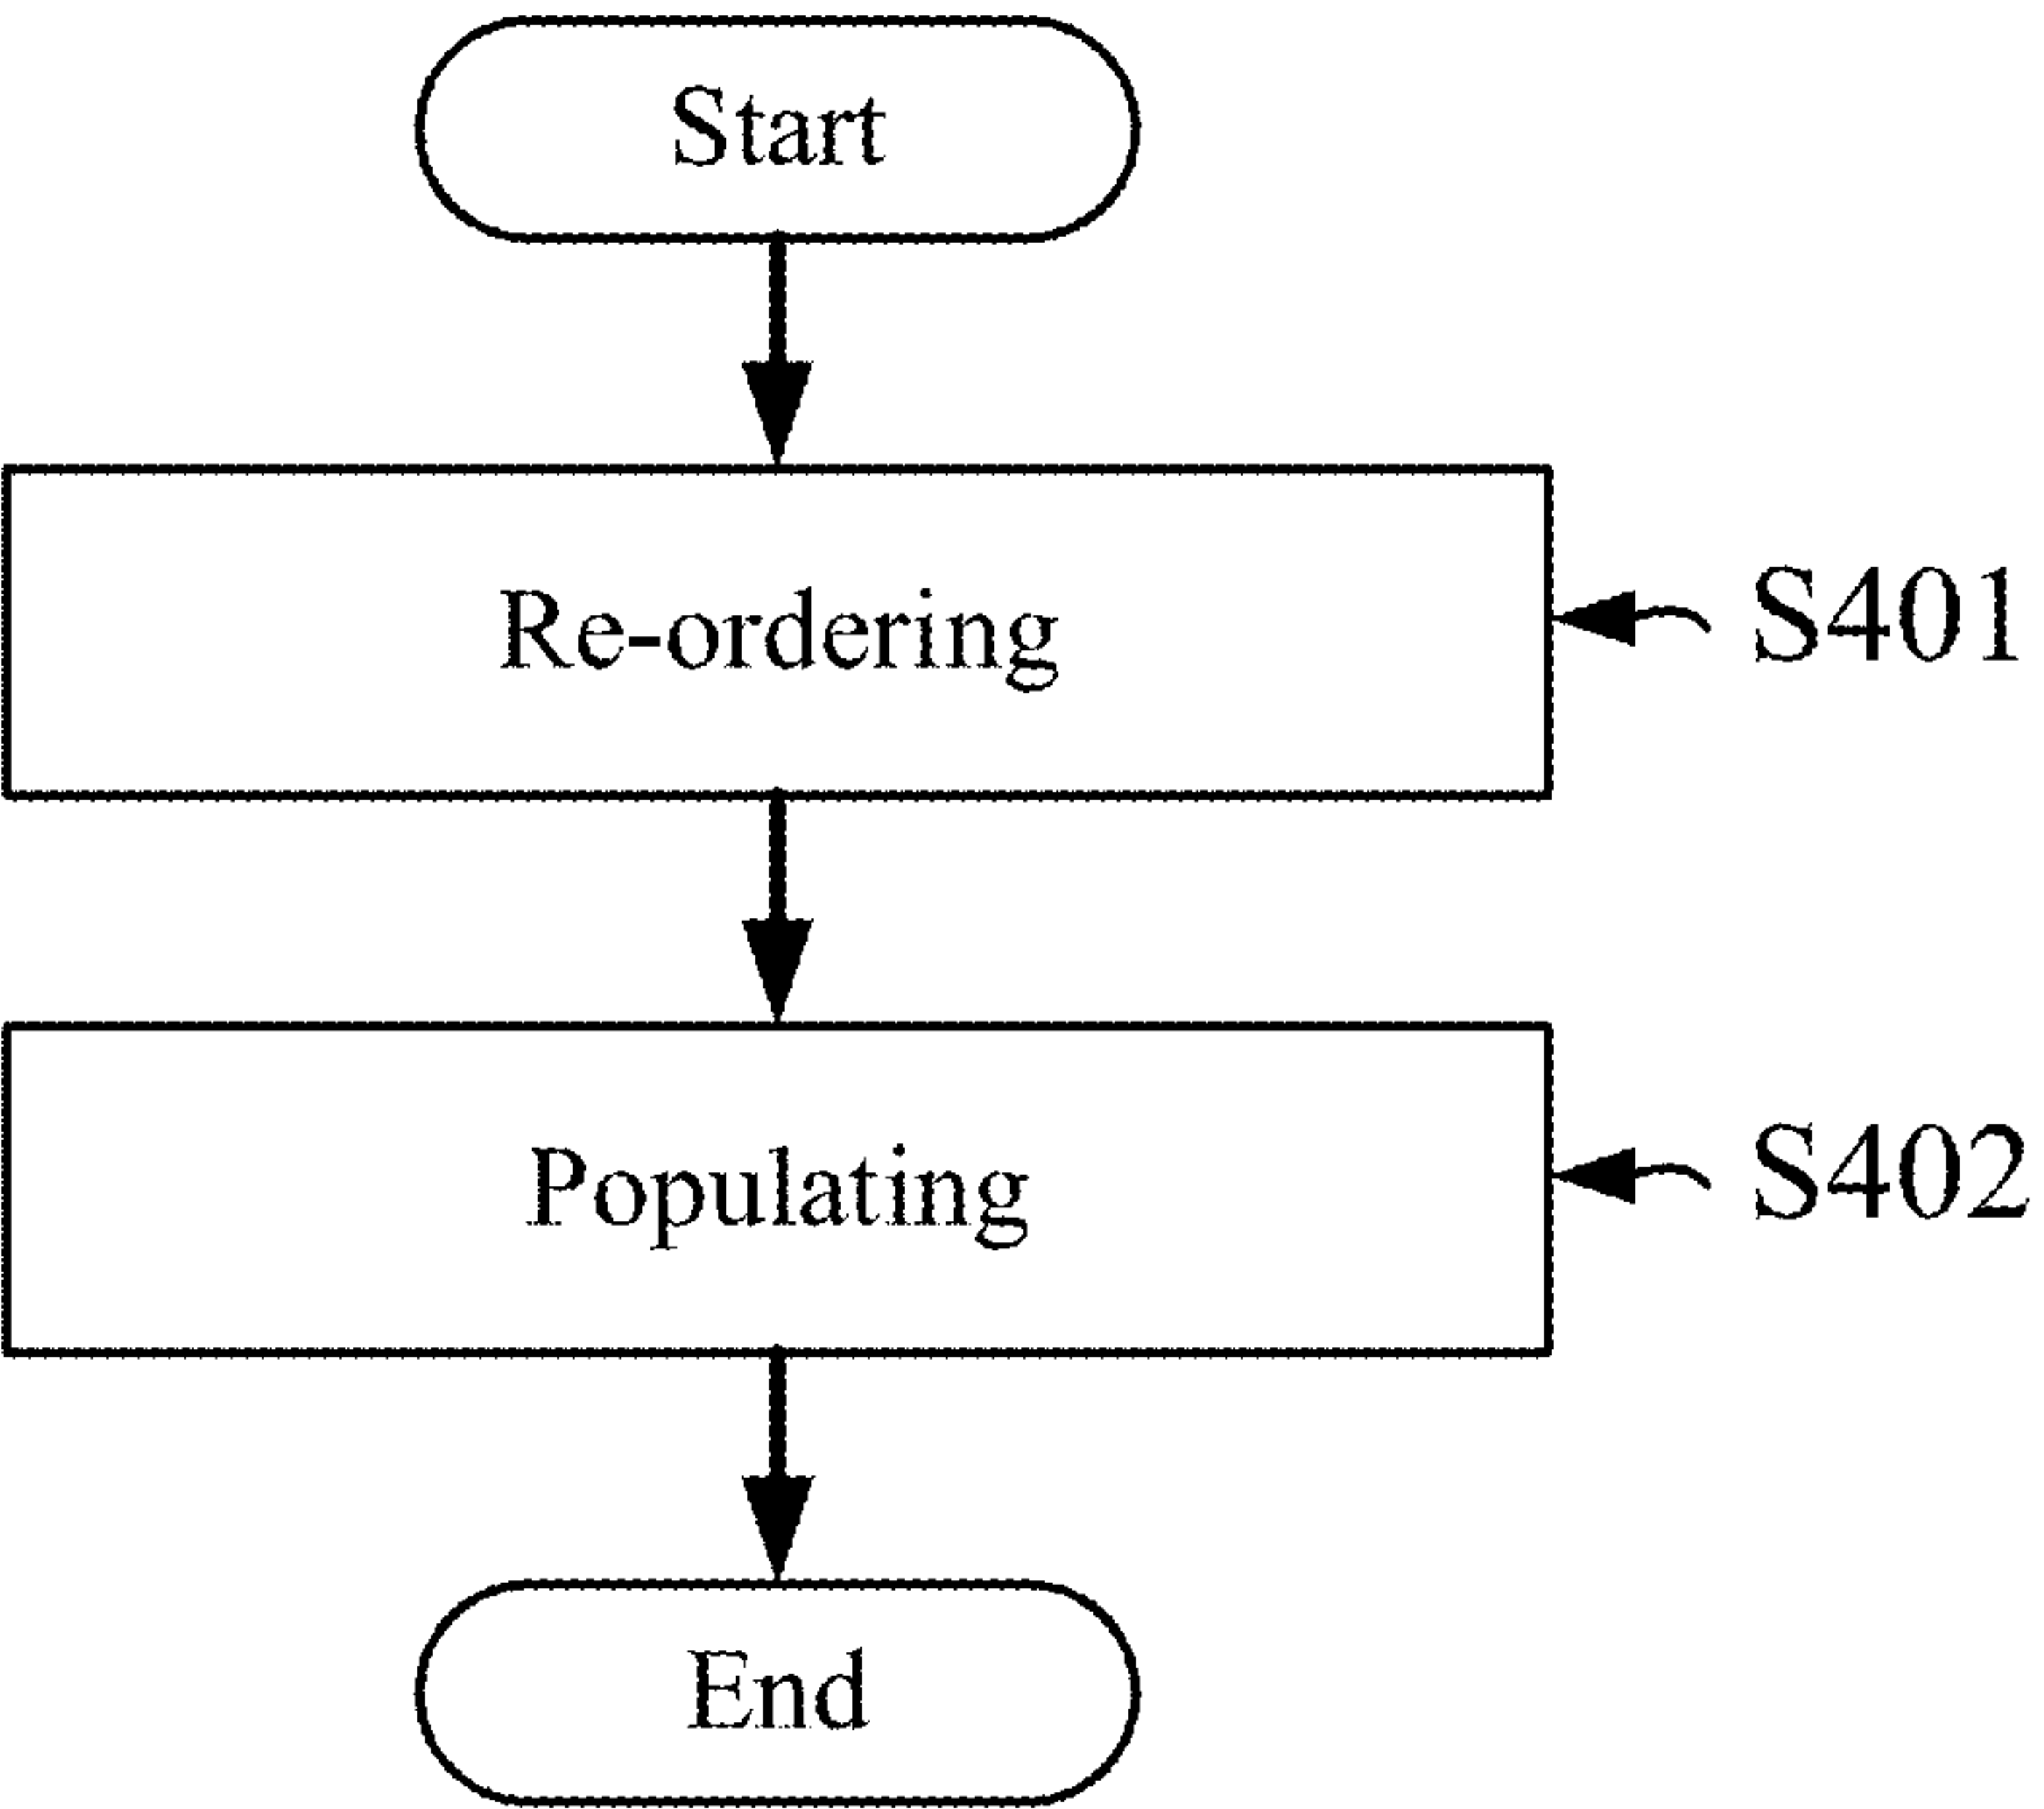 Start
Re-ordering
S401
Populating
S402
End